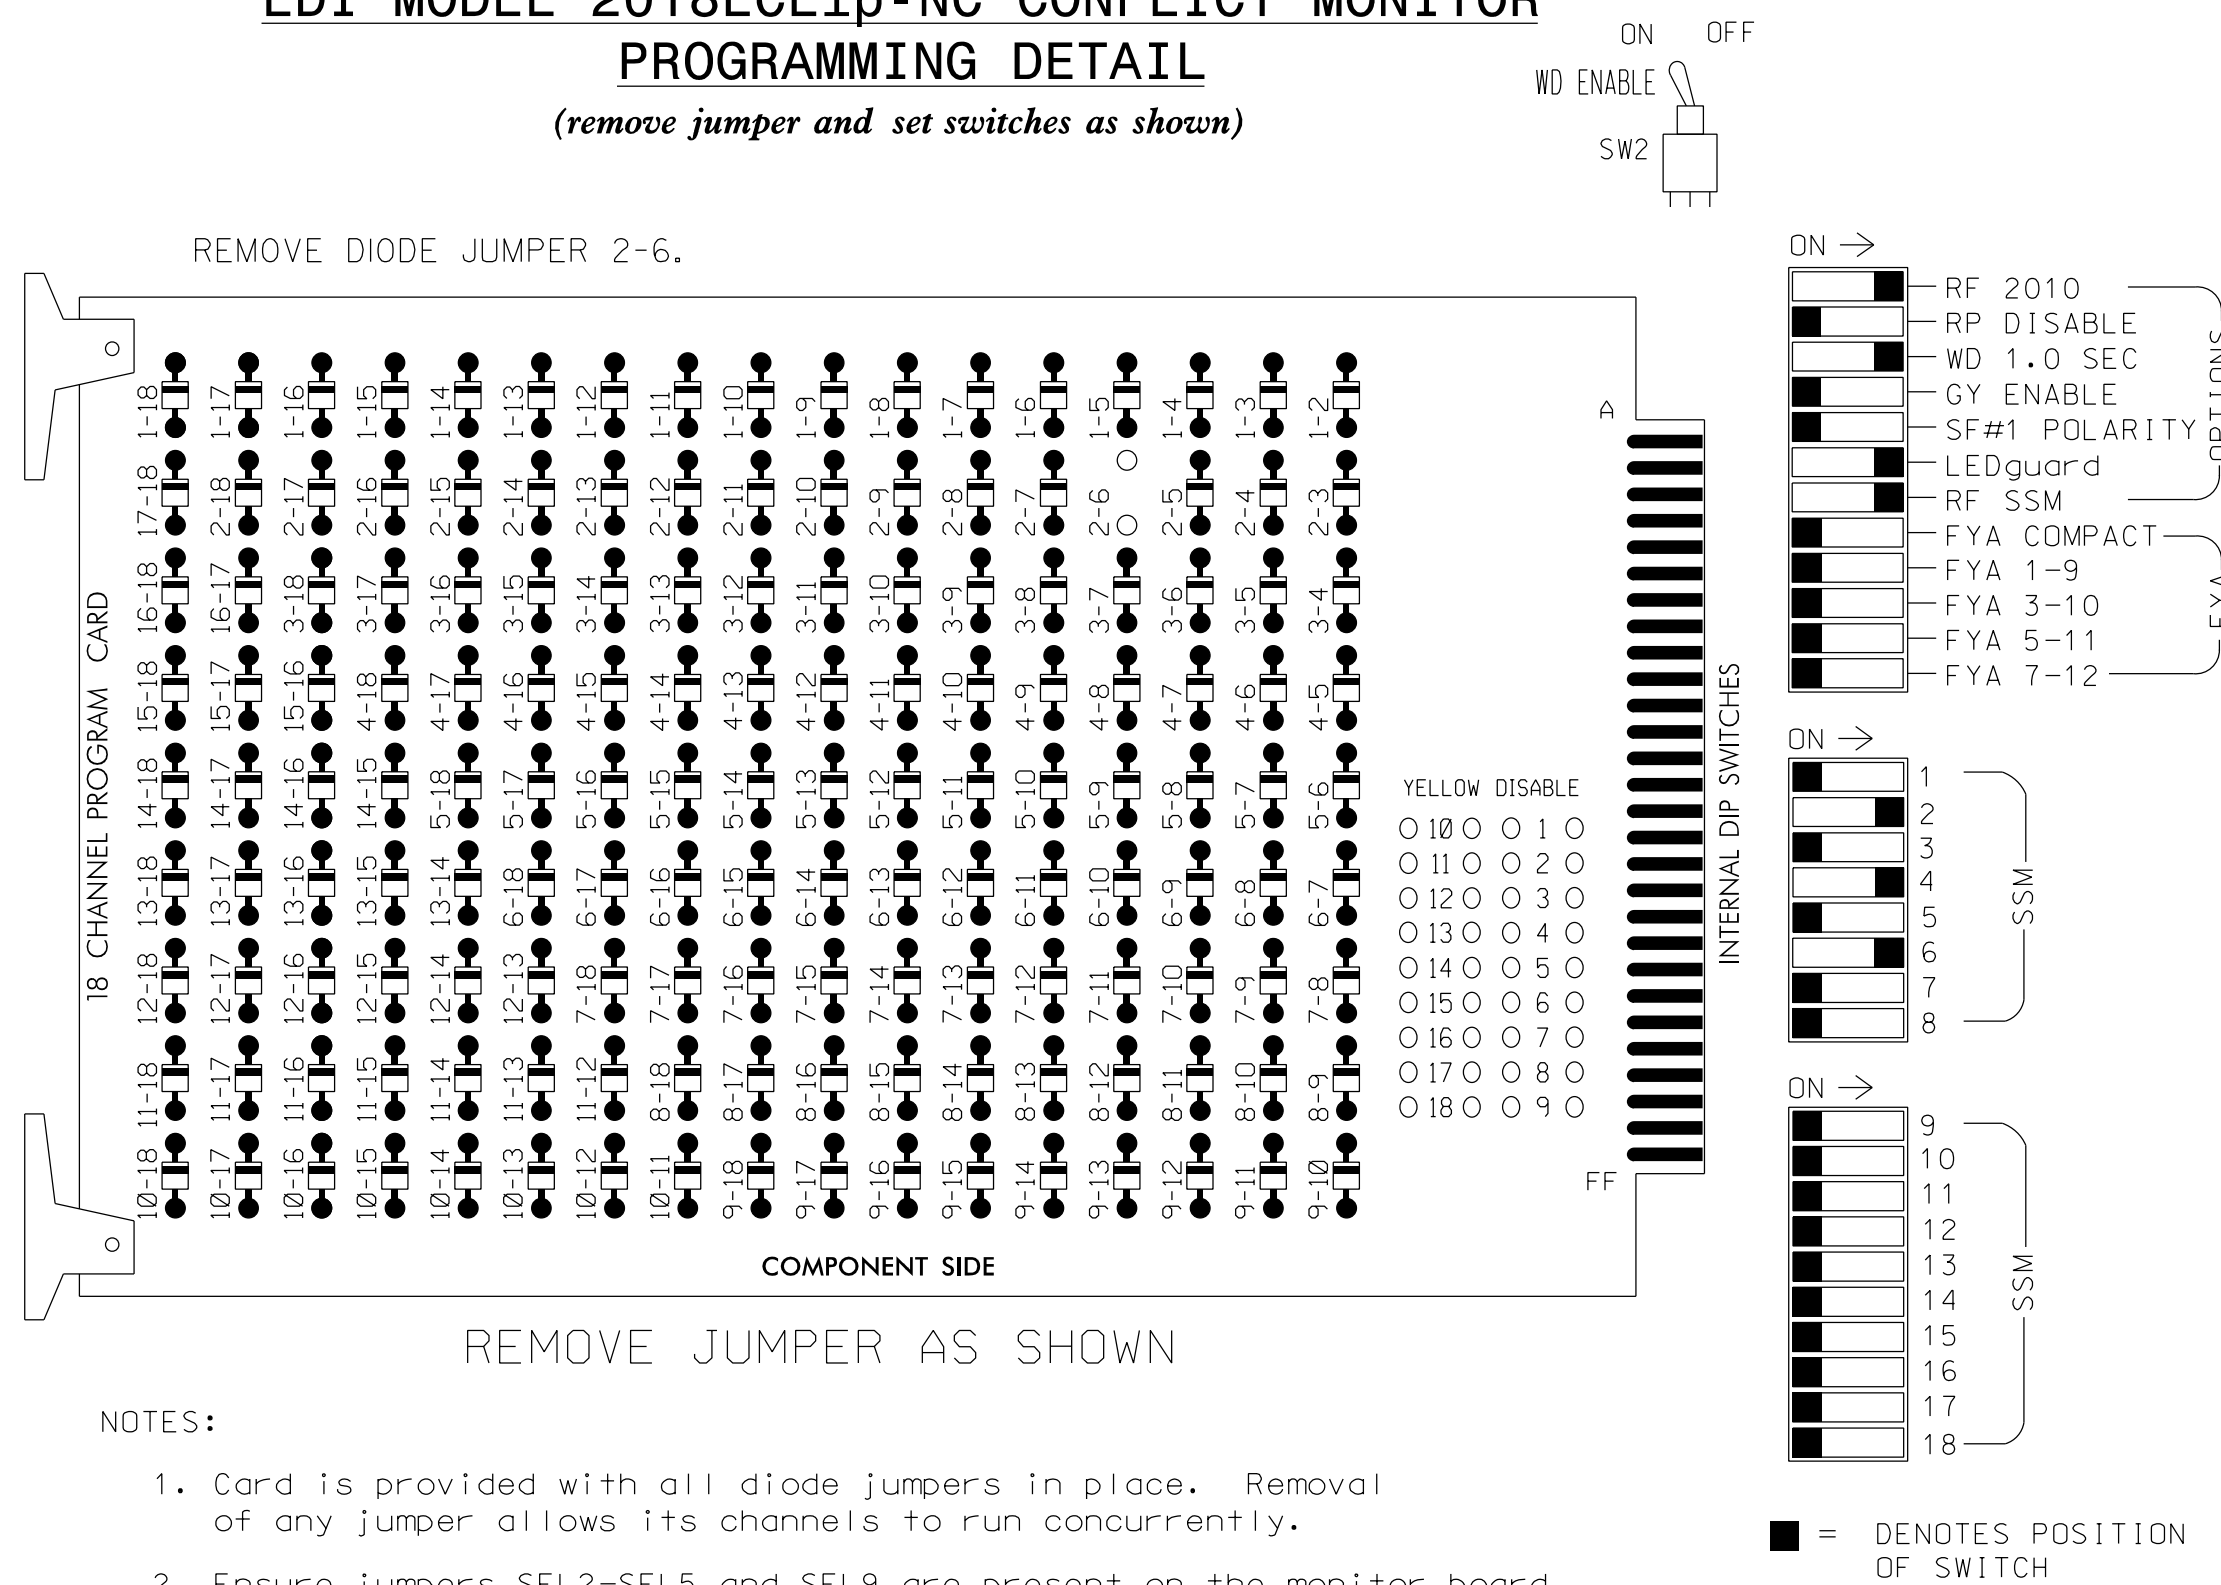 EDI MODEL 2018ECLip-NC CONFLICT MONITOR
PROGRAMMING DETAIL
(remove jumper and set switches as shown)
ON OFF
WD ENABLE
SW2
REMOVE DIODE JUMPER 2-6.
18 CHANNEL PROGRAM CARD
1-18 1-17 1-16 1-15 1-14 1-13 1-12 1-11 1-10 1-9 1-8 1-7 1-6 1-5 1-4 1-3 1-2
17-18 2-18 2-17 2-16 2-15 2-14 2-13 2-12 2-11 2-10 2-9 2-8 2-7 2-6 2-5 2-4 2-3
16-18 16-17 3-18 3-17 3-16 3-15 3-14 3-13 3-12 3-11 3-10 3-9 3-8 3-7 3-6 3-5 3-4
15-18 15-17 15-16 4-18 4-17 4-16 4-15 4-14 4-13 4-12 4-11 4-10 4-9 4-8 4-7 4-6 4-5
14-18 14-17 14-16 14-15 5-18 5-17 5-16 5-15 5-14 5-13 5-12 5-11 5-10 5-9 5-8 5-7 5-6
13-18 13-17 13-16 13-15 13-14 6-18 6-17 6-16 6-15 6-14 6-13 6-12 6-11 6-10 6-9 6-8 6-7
12-18 12-17 12-16 12-15 12-14 12-13 7-18 7-17 7-16 7-15 7-14 7-13 7-12 7-11 7-10 7-9 7-8
11-18 11-17 11-16 11-15 11-14 11-13 11-12 8-18 8-17 8-16 8-15 8-14 8-13 8-12 8-11 8-10 8-9
10-18 10-17 10-16 10-15 10-14 10-13 10-12 10-11 9-18 9-17 9-16 9-15 9-14 9-13 9-12 9-11 9-10
COMPONENT SIDE
A
YELLOW DISABLE
10 1
11 2
12 3
13 4
14 5
15 6
16 7
17 8
18 9
FF
INTERNAL DIP SWITCHES
ON
RF 2010
RP DISABLE
WD 1.0 SEC
GY ENABLE
SF#1 POLARITY
LEDguard
RF SSM
OPTIONS
FYA COMPACT
FYA 1-9
FYA 3-10
FYA 5-11
FYA 7-12
FYA
ON
1
2
3
4
5
6
7
8
SSM
ON
9
10
11
12
13
14
15
16
17
18
SSM
= DENOTES POSITION
OF SWITCH
REMOVE JUMPER AS SHOWN
NOTES:
1. Card is provided with all diode jumpers in place. Removal
of any jumper allows its channels to run concurrently.
2. Ensure jumpers SEL2-SEL5 and SEL9 are present on the monitor board.